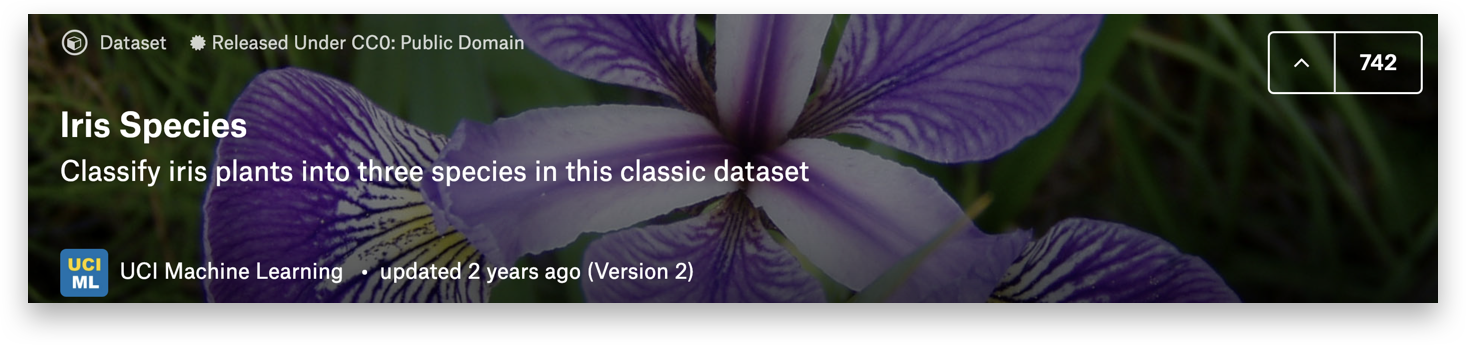 Dataset Released Under CC0: Public Domain
742
Iris Species
Classify iris plants into three species in this classic dataset
UCI
ML
UCI Machine Learning • updated 2 years ago (Version 2)